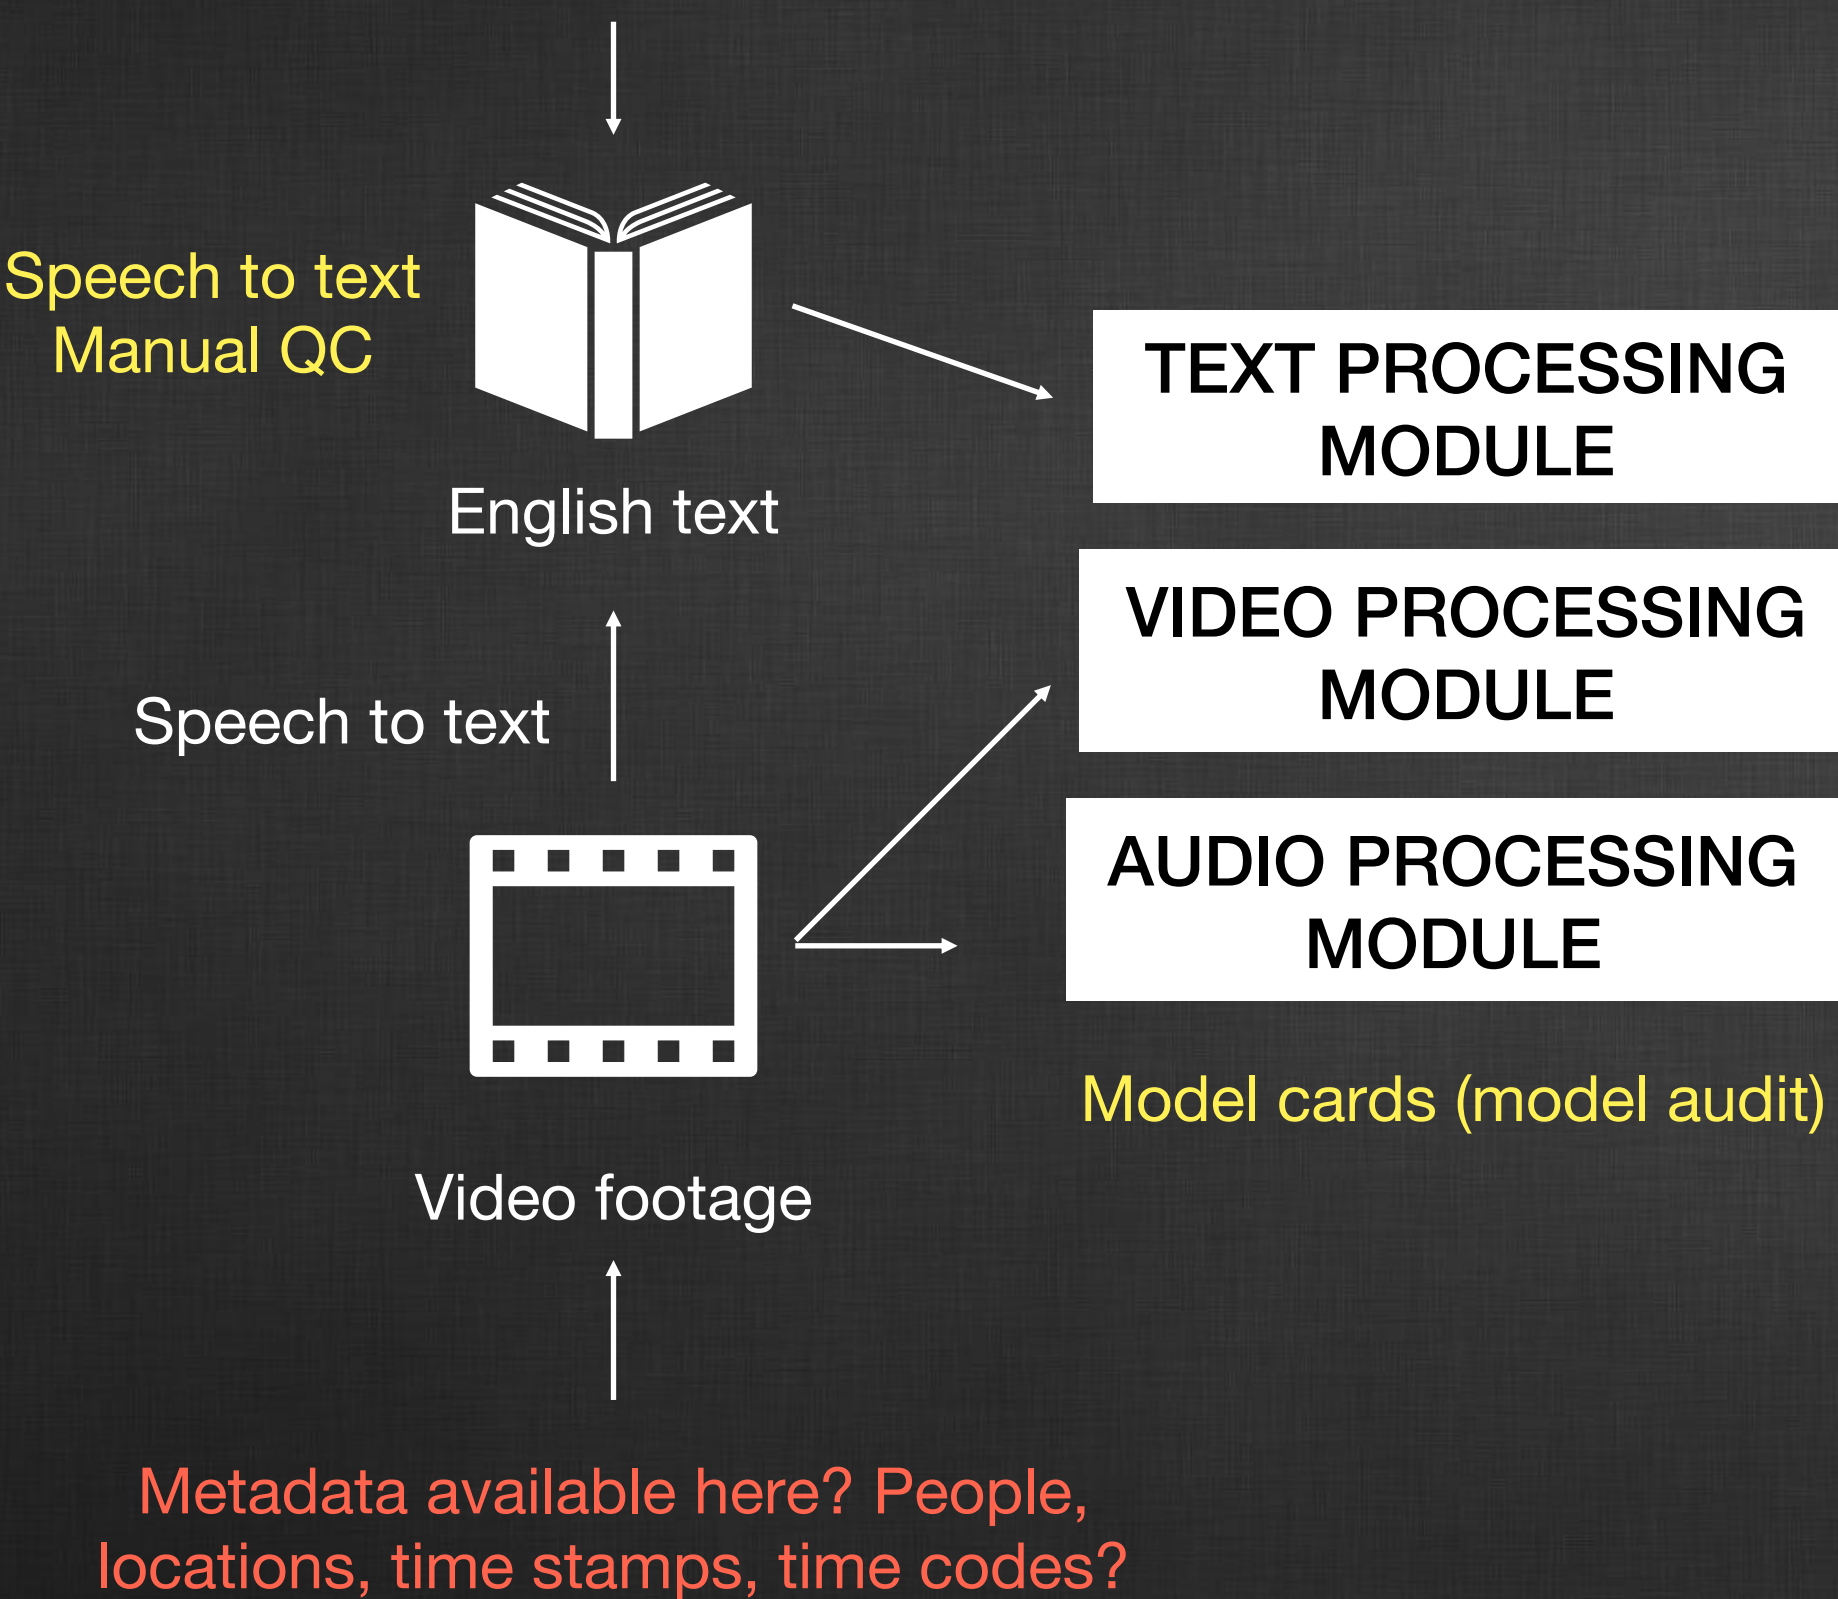 Speech to text
Manual QC
English text
TEXT PROCESSING
MODULE
VIDEO PROCESSING
MODULE
Speech to text
AUDIO PROCESSING
MODULE
Model cards (model audit)
Video footage
Metadata available here? People,
locations, time stamps, time codes?